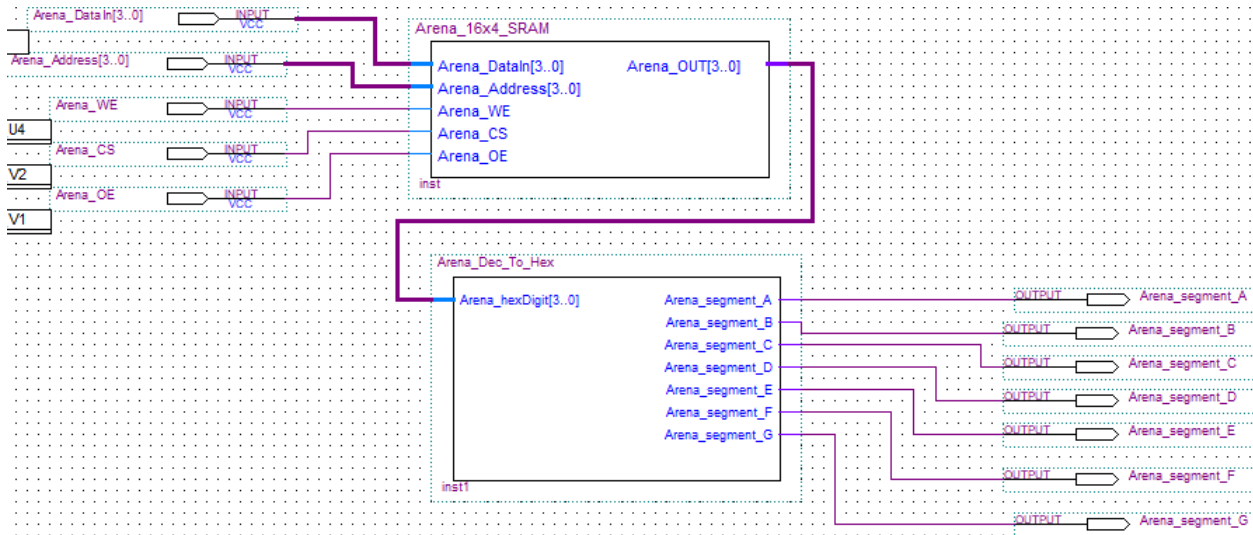 Arena_DataIn[3..0] INPUT VCC
Arena_Address[3..0] INPUT VCC
Arena_WE INPUT VCC
U4
Arena_CS INPUT VCC
V2
Arena_OE INPUT VCC
V1
Arena_16x4_SRAM
Arena_DataIn[3..0] Arena_OUT[3..0]
Arena_Address[3..0]
Arena_WE
Arena_CS
Arena_OE
inst
Arena_Dec_To_Hex
Arena_hexDigit[3..0] Arena_segment_A
Arena_segment_B
Arena_segment_C
Arena_segment_D
Arena_segment_E
Arena_segment_F
Arena_segment_G
inst1
OUTPUT Arena_segment_A
OUTPUT Arena_segment_B
OUTPUT Arena_segment_C
OUTPUT Arena_segment_D
OUTPUT Arena_segment_E
OUTPUT Arena_segment_F
OUTPUT Arena_segment_G